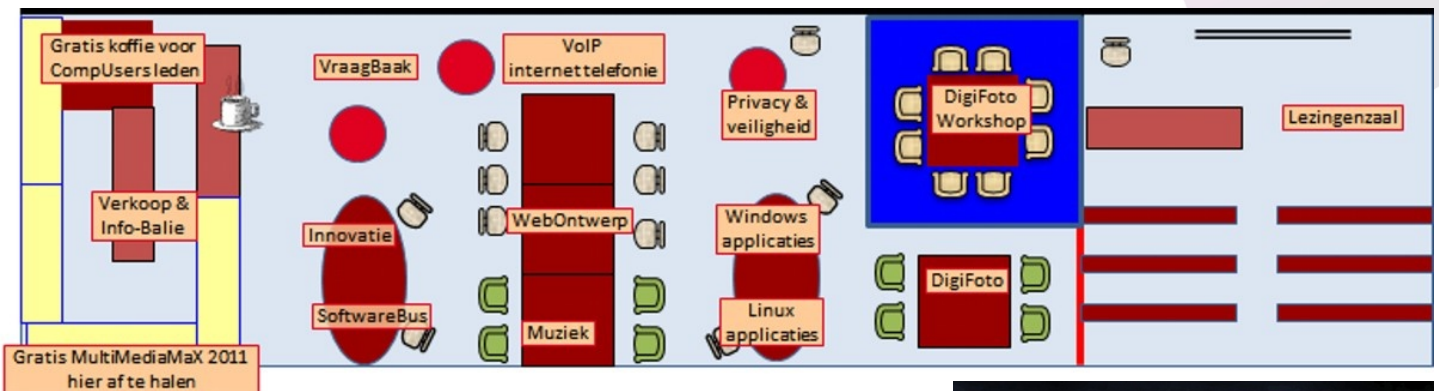 Gratis koffie voor
CompUsers leden
VraagBaak
VoIP
internettelefonie
Privacy &
veiligheid
DigiFoto
Workshop
Lezingenzaal
Verkoop &
Info-Balie
Innovatie
WebOntwerp
Windows
applicaties
SoftwareBus
Muziek
Linux
applicaties
DigiFoto
Gratis MultiMediaMaX 2011
hier af te halen